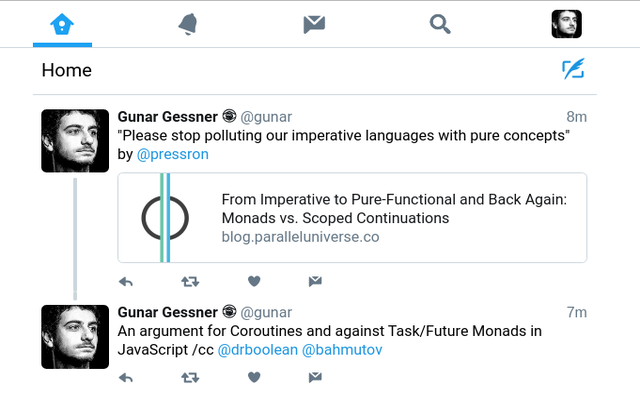 Home
Gunar Gessner @gunar 8m
"Please stop polluting our imperative languages with pure concepts"
by @pressron
From Imperative to Pure-Functional and Back Again:
Monads vs. Scoped Continuations
blog.paralleluniverse.co
Gunar Gessner @gunar 7m
An argument for Coroutines and against Task/Future Monads in
JavaScript /cc @drboolean @bahmutov